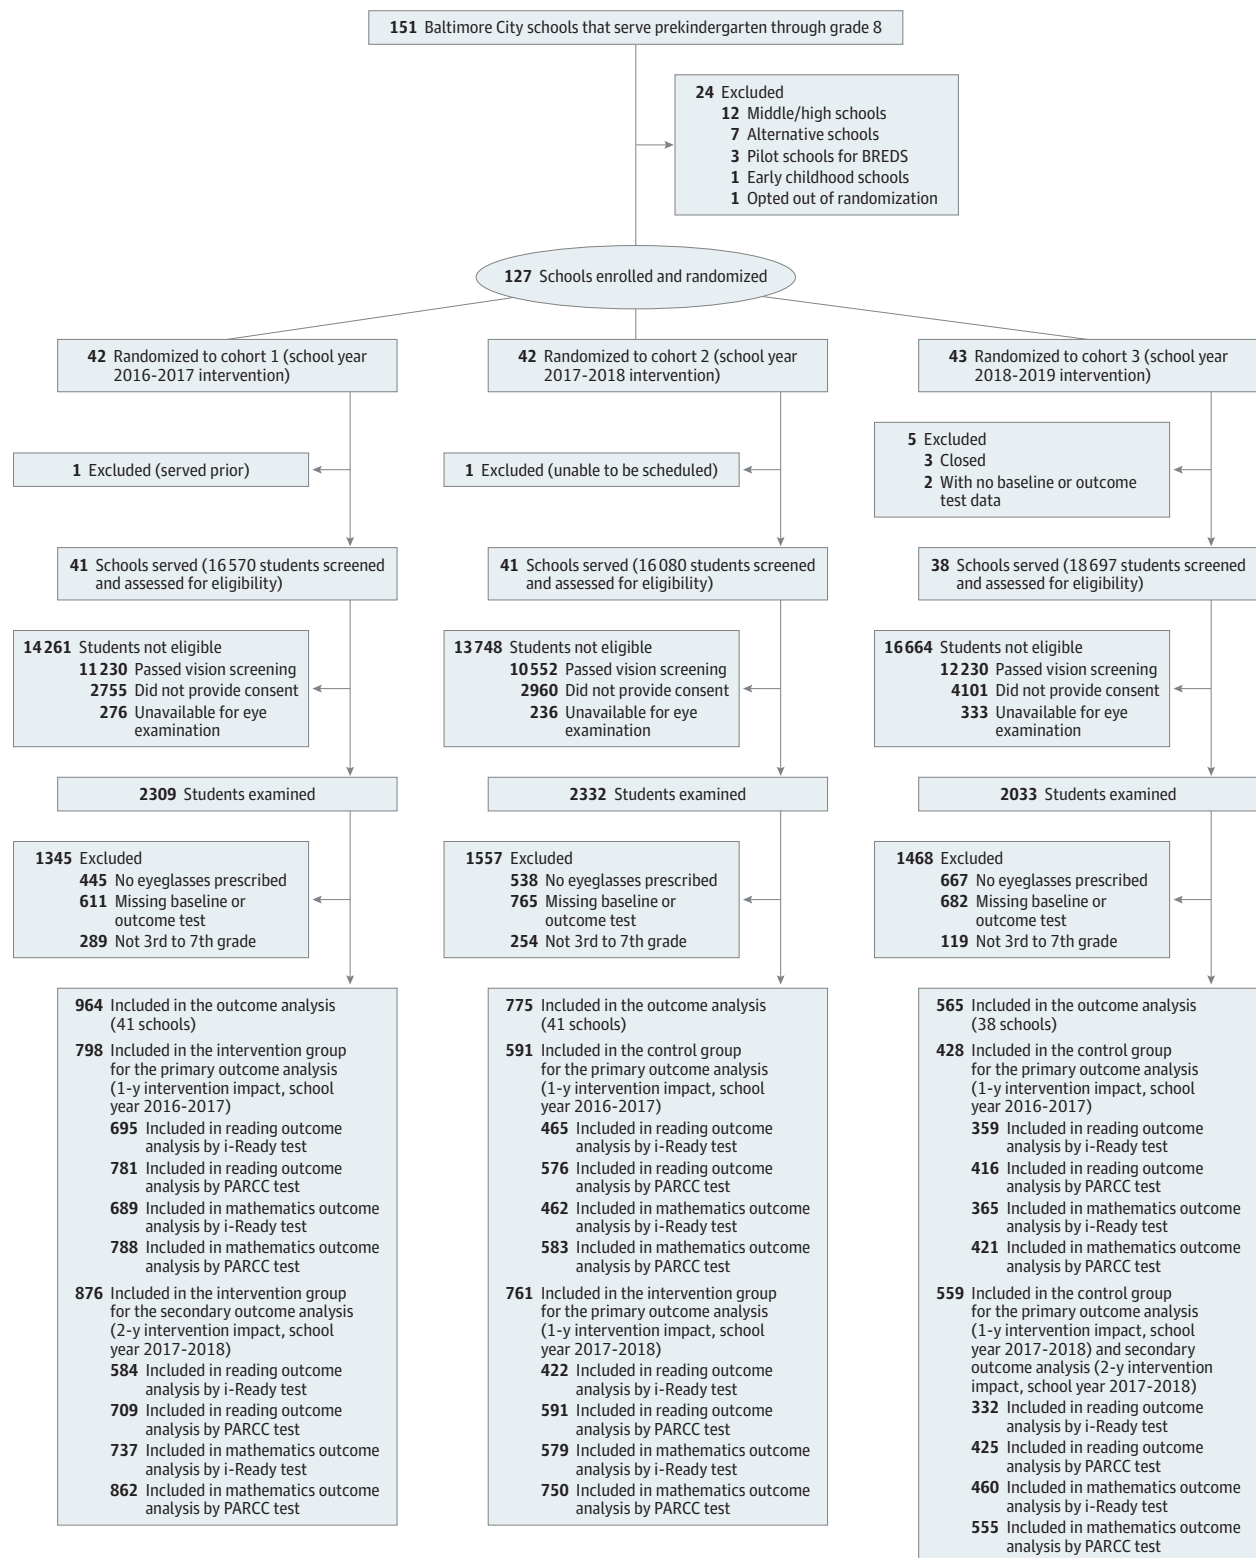 151 Baltimore City schools that serve prekindergarten through grade 8
24 Excluded
12 Middle/high schools
7 Alternative schools
3 Pilot schools for BREDS
1 Early childhood schools
1 Opted out of randomization
127 Schools enrolled and randomized
42 Randomized to cohort 1 (school year
2016-2017 intervention)
42 Randomized to cohort 2 (school year
2017-2018 intervention)
43 Randomized to cohort 3 (school year
2018-2019 intervention)
1 Excluded (served prior)
1 Excluded (unable to be scheduled)
5 Excluded
3 Closed
2 With no baseline or outcome
test data
41 Schools served (16 570 students screened
and assessed for eligibility)
41 Schools served (16 080 students screened
and assessed for eligibility)
38 Schools served (18 697 students screened
and assessed for eligibility)
14 261 Students not eligible
11 230 Passed vision screening
2755 Did not provide consent
276 Unavailable for eye
examination
13 748 Students not eligible
10 552 Passed vision screening
2960 Did not provide consent
236 Unavailable for eye
examination
16 664 Students not eligible
12 230 Passed vision screening
4101 Did not provide consent
333 Unavailable for eye
examination
2309 Students examined
2332 Students examined
2033 Students examined
1345 Excluded
445 No eyeglasses prescribed
611 Missing baseline or
outcome test
289 Not 3rd to 7th grade
1557 Excluded
538 No eyeglasses prescribed
765 Missing baseline or
outcome test
254 Not 3rd to 7th grade
1468 Excluded
667 No eyeglasses prescribed
682 Missing baseline or
outcome test
119 Not 3rd to 7th grade
964 Included in the outcome analysis
(41 schools)
798 Included in the intervention group
for the primary outcome analysis
(1-y intervention impact, school
year 2016-2017)
695 Included in reading outcome
analysis by i-Ready test
781 Included in reading outcome
analysis by PARCC test
689 Included in mathematics outcome
analysis by i-Ready test
788 Included in mathematics outcome
analysis by PARCC test
876 Included in the intervention group
for the secondary outcome analysis
(2-y intervention impact, school
year 2017-2018)
584 Included in reading outcome
analysis by i-Ready test
709 Included in reading outcome
analysis by PARCC test
737 Included in mathematics outcome
analysis by i-Ready test
862 Included in mathematics outcome
analysis by PARCC test
775 Included in the outcome analysis
(41 schools)
591 Included in the control group
for the primary outcome analysis
(1-y intervention impact, school
year 2016-2017)
465 Included in reading outcome
analysis by i-Ready test
576 Included in reading outcome
analysis by PARCC test
462 Included in mathematics outcome
analysis by i-Ready test
583 Included in mathematics outcome
analysis by PARCC test
761 Included in the intervention group
for the primary outcome analysis
(1-y intervention impact, school
year 2017-2018)
422 Included in reading outcome
analysis by i-Ready test
591 Included in reading outcome
analysis by PARCC test
579 Included in mathematics outcome
analysis by i-Ready test
750 Included in mathematics outcome
analysis by PARCC test
565 Included in the outcome analysis
(38 schools)
428 Included in the control group
for the primary outcome analysis
(1-y intervention impact, school
year 2016-2017)
359 Included in reading outcome
analysis by i-Ready test
416 Included in reading outcome
analysis by PARCC test
365 Included in mathematics outcome
analysis by i-Ready test
421 Included in mathematics outcome
analysis by PARCC test
559 Included in the control group
for the primary outcome analysis
(1-y intervention impact, school
year 2017-2018) and secondary
outcome analysis (2-y intervention
impact, school year 2017-2018)
332 Included in reading outcome
analysis by i-Ready test
425 Included in reading outcome
analysis by PARCC test
460 Included in mathematics outcome
analysis by i-Ready test
555 Included in mathematics outcome
analysis by PARCC test